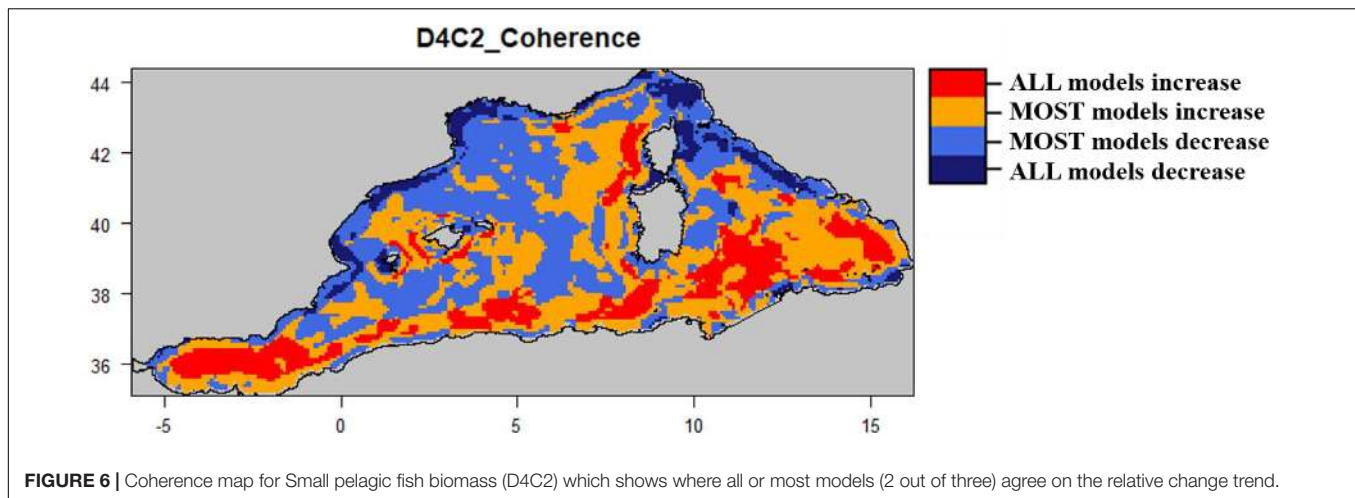 D4C2_Coherence
44
42
40
38
36
-5
0
5
10
15
ALL models increase
MOST models increase
MOST models decrease
ALL models decrease
FIGURE 6 | Coherence map for Small pelagic fish biomass (D4C2) which shows where all or most models (2 out of three) agree on the relative change trend.